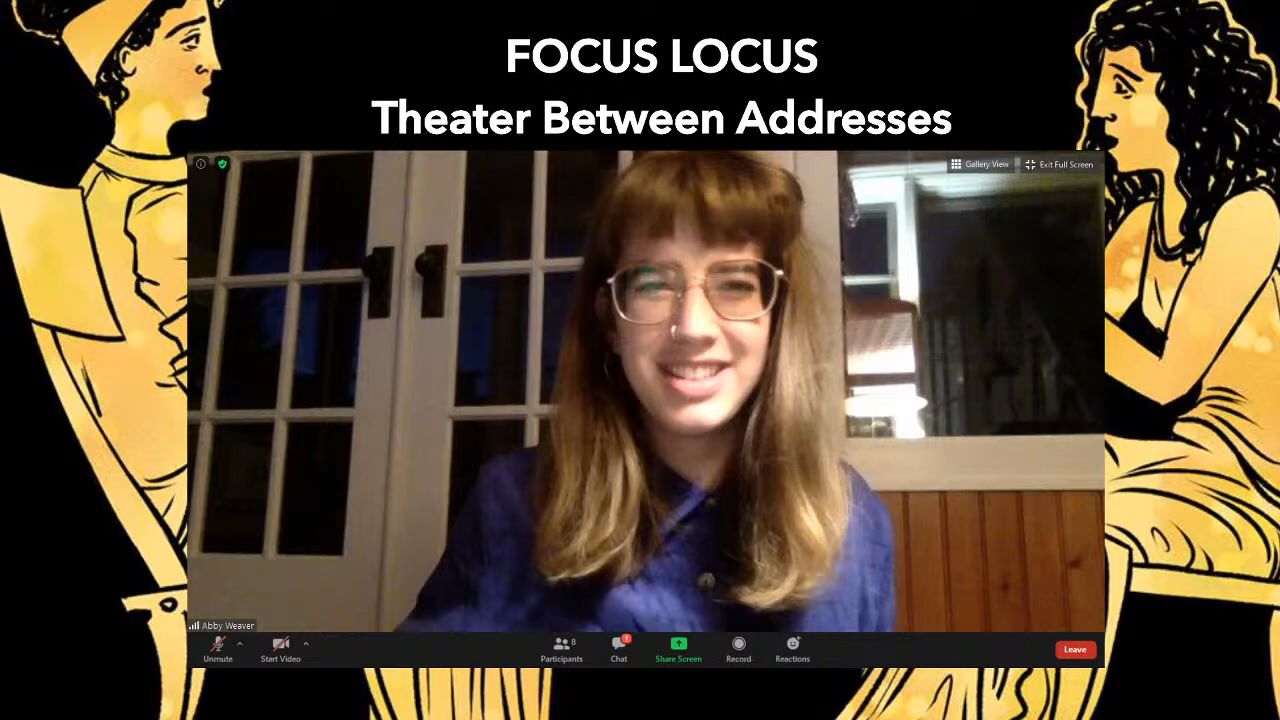 FOCUS LOCUS
Theater Between Addresses
Gallery View
Exit Full Screen
Abby Weaver
Unmute
Start Video
Participants
8
Chat
1
Share Screen
Record
Reactions
Leave